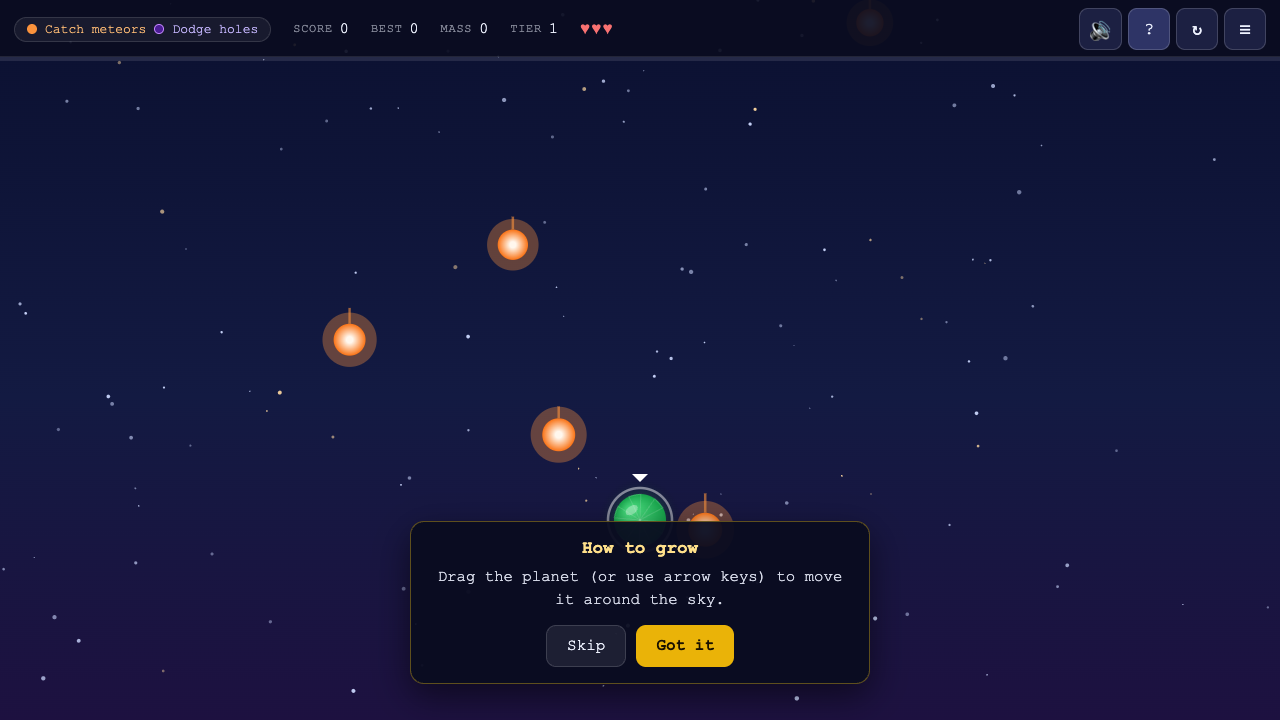 Catch meteors Dodge holes SCORE 0 BEST 0 MASS 0 TIER 1 ?
How to grow
Drag the planet (or use arrow keys) to move
it around the sky.
Skip Got it